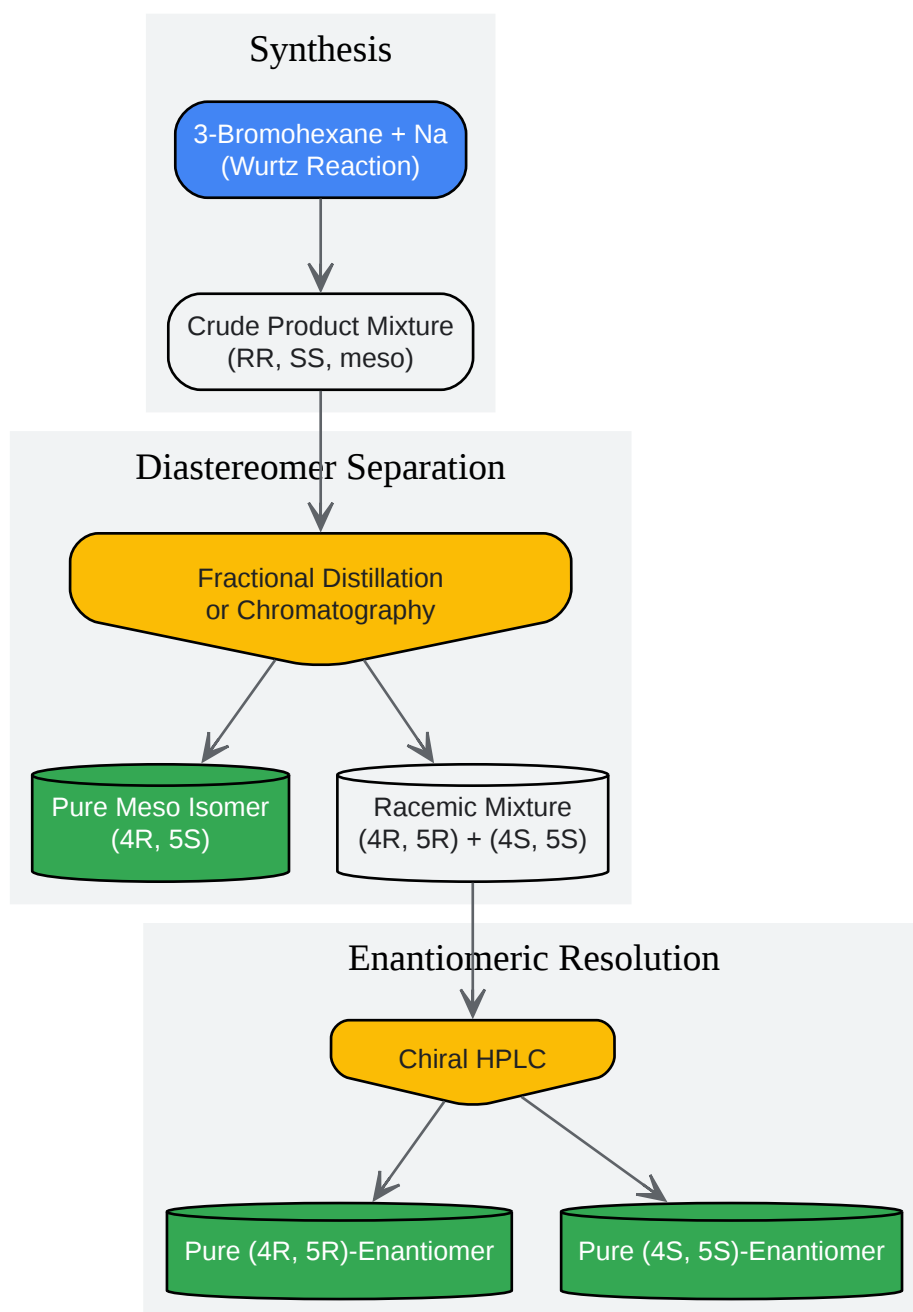 Synthesis
3-Bromohexane + Na
(Wurtz Reaction)
Crude Product Mixture
(RR, SS, meso)
Diastereomer Separation
Fractional Distillation
or Chromatography
Pure Meso Isomer
(4R, 5S)
Racemic Mixture
(4R, 5R) + (4S, 5S)
Enantiomeric Resolution
Chiral HPLC
Pure (4R, 5R)-Enantiomer
Pure (4S, 5S)-Enantiomer